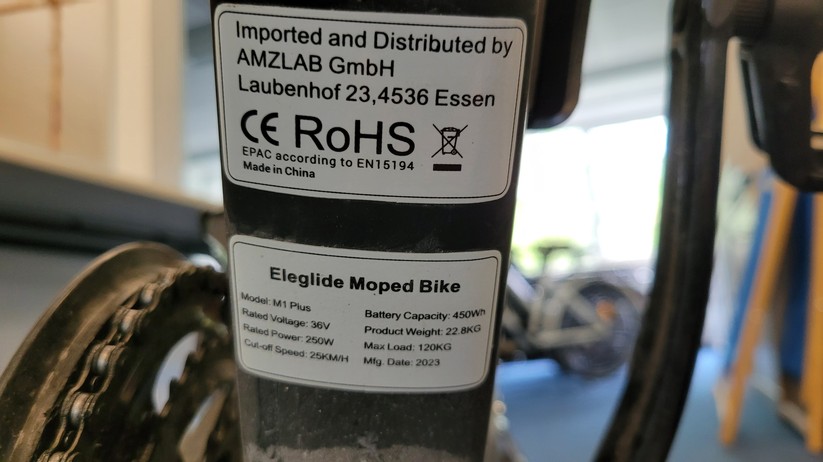 Imported and Distributed by
AMZLAB GmbH
Laubenhof 23,4536 Essen
CE RoHS
EPAC according to EN15194
Made in China
Eleglide Moped Bike
Model: M1 Plus
Rated Voltage: 36V
Rated Power: 250W
Cut-off Speed: 25KM/H
Battery Capacity: 450Wh
Product Weight: 22.8KG
Max Load: 120KG
Mfg. Date: 2023